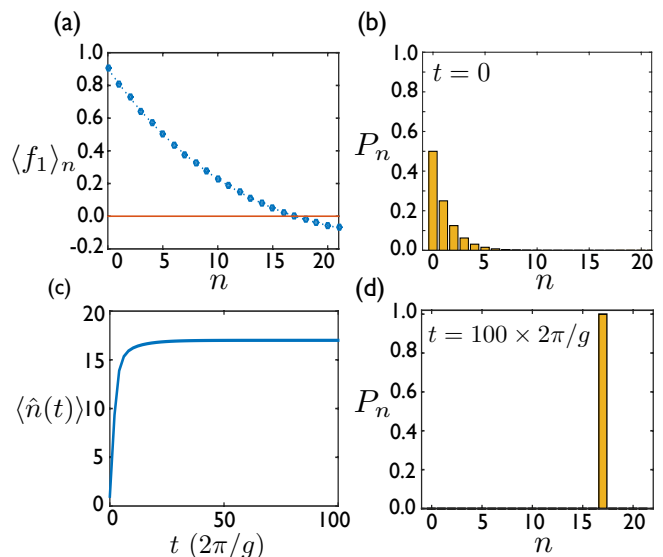 (a)
1.0
0.8
0.6
0.4
0.2
0.0
-0.2
⟨f₁⟩ₙ
0 5 10 15 20
n
(b)
t = 0
1.0
0.8
0.6
0.4
0.2
0.0
Pₙ
0 5 10 15 20
n
(c)
20
15
10
5
0
⟨n̂(t)⟩
0 50 100
t (2π/g)
(d)
t = 100 × 2π/g
1.0
0.8
0.6
0.4
0.2
0.0
Pₙ
0 5 10 15 20
n